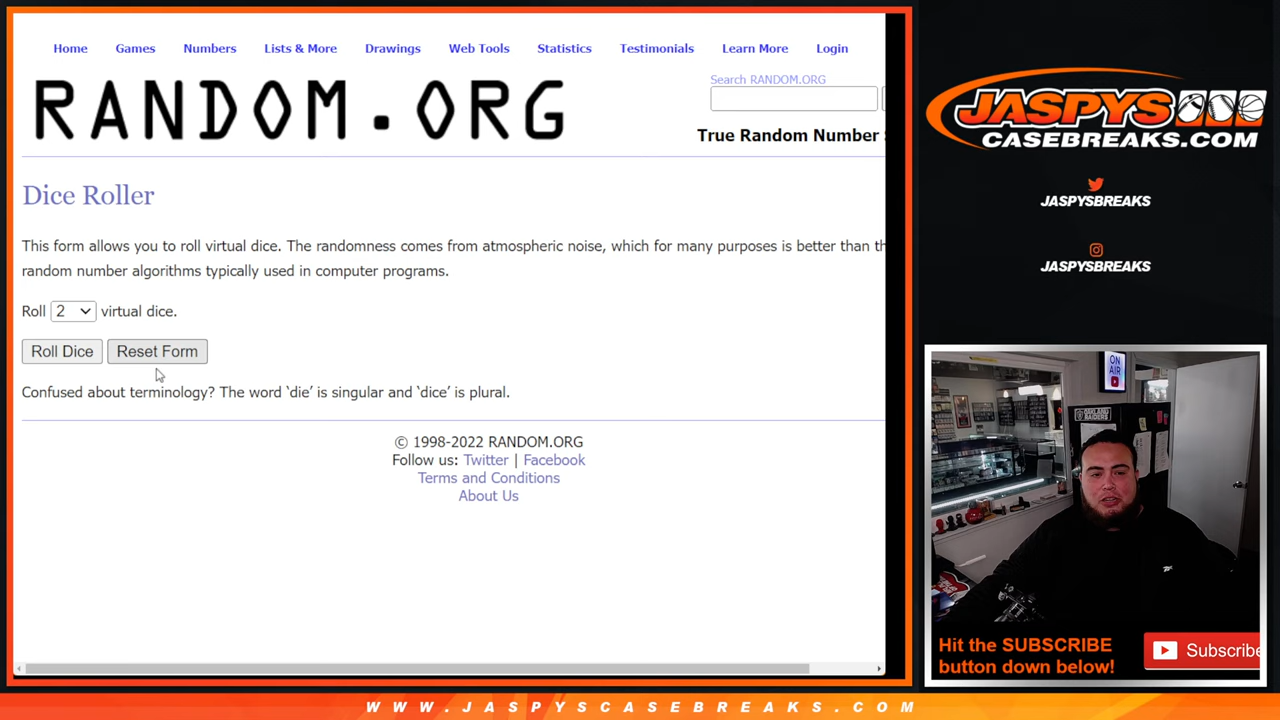 Home Games Numbers Lists & More Drawings Web Tools Statistics Testimonials Learn More Login
RANDOM.ORG
Search RANDOM.ORG
True Random Number
Dice Roller
This form allows you to roll virtual dice. The randomness comes from atmospheric noise, which for many purposes is better than th
random number algorithms typically used in computer programs.
Roll 2 virtual dice.
Roll Dice Reset Form
Confused about terminology? The word ‘die’ is singular and ‘dice’ is plural.
© 1998-2022 RANDOM.ORG
Follow us: Twitter | Facebook
Terms and Conditions
About Us
JASPYS
CASEBREAKS.COM
JASPYSBREAKS
JASPYSBREAKS
ON
AIR
OAKLAND
RAIDERS
Hit the SUBSCRIBE
button down below!
Subscribe
WWW.JASPYSCASEBREAKS.COM